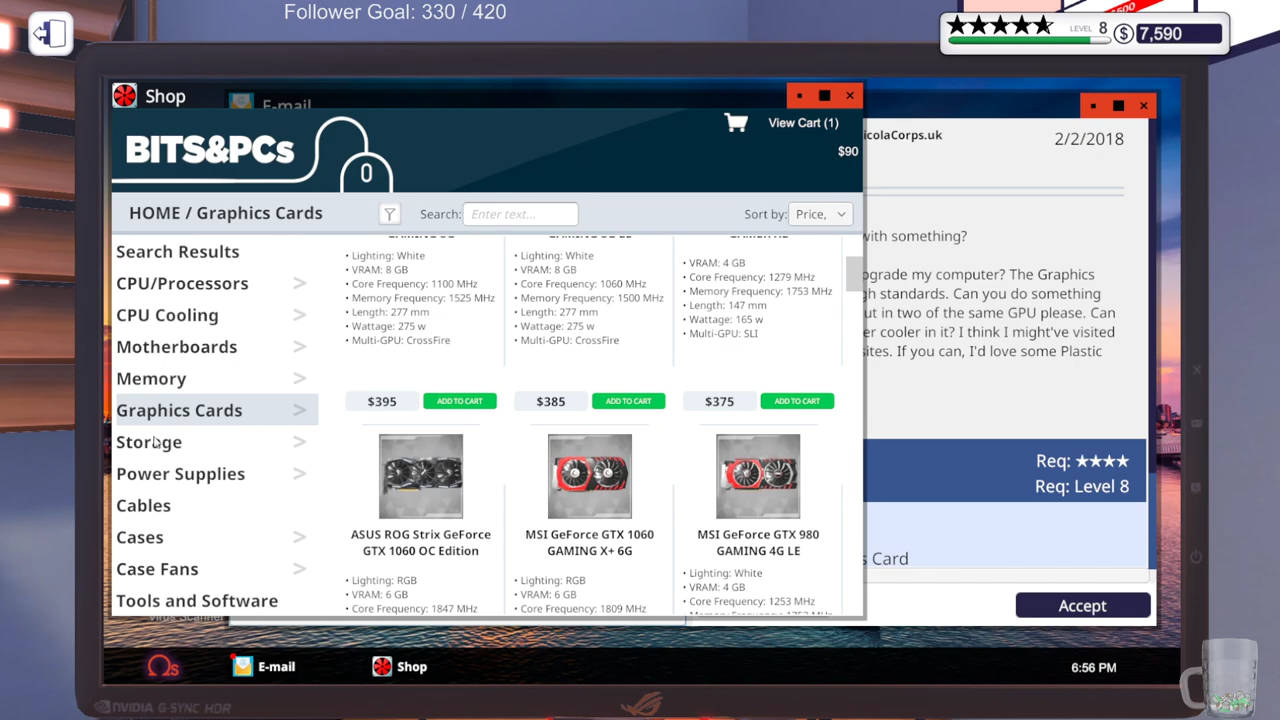 Follower Goal: 330 / 420
$500
LEVEL 8 $ 7,590
Shop
E-mail
BITS&PCs
View Cart (1)
$90
icolaCorps.uk
2/2/2018
HOME / Graphics Cards
Search: Enter text...
Sort by: Price,
Search Results
CPU/Processors >
CPU Cooling >
Motherboards >
Memory >
Graphics Cards >
Storage >
Power Supplies >
Cables
Cases >
Case Fans >
Tools and Software
• Lighting: White
• VRAM: 8 GB
• Core Frequency: 1100 MHz
• Memory Frequency: 1525 MHz
• Length: 277 mm
• Wattage: 275 w
• Multi-GPU: CrossFire
$395 ADD TO CART
• Lighting: White
• VRAM: 8 GB
• Core Frequency: 1060 MHz
• Memory Frequency: 1500 MHz
• Length: 277 mm
• Wattage: 275 w
• Multi-GPU: CrossFire
$385 ADD TO CART
• VRAM: 4 GB
• Core Frequency: 1279 MHz
• Memory Frequency: 1753 MHz
• Length: 147 mm
• Wattage: 165 w
• Multi-GPU: SLI
$375 ADD TO CART
ASUS ROG Strix GeForce
GTX 1060 OC Edition
• Lighting: RGB
• VRAM: 6 GB
• Core Frequency: 1847 MHz
MSI GeForce GTX 1060
GAMING X+ 6G
• Lighting: RGB
• VRAM: 6 GB
• Core Frequency: 1809 MHz
MSI GeForce GTX 980
GAMING 4G LE
• Lighting: White
• VRAM: 4 GB
• Core Frequency: 1253 MHz
with something?
pgrade my computer? The Graphics
gh standards. Can you do something
ut in two of the same GPU please. Can
er cooler in it? I think I might've visited
sites. If you can, I'd love some Plastic
Req: ★★★★
Req: Level 8
s Card
Accept
Virus Scanner
E-mail
Shop
6:56 PM
NVIDIA G-SYNC HDR